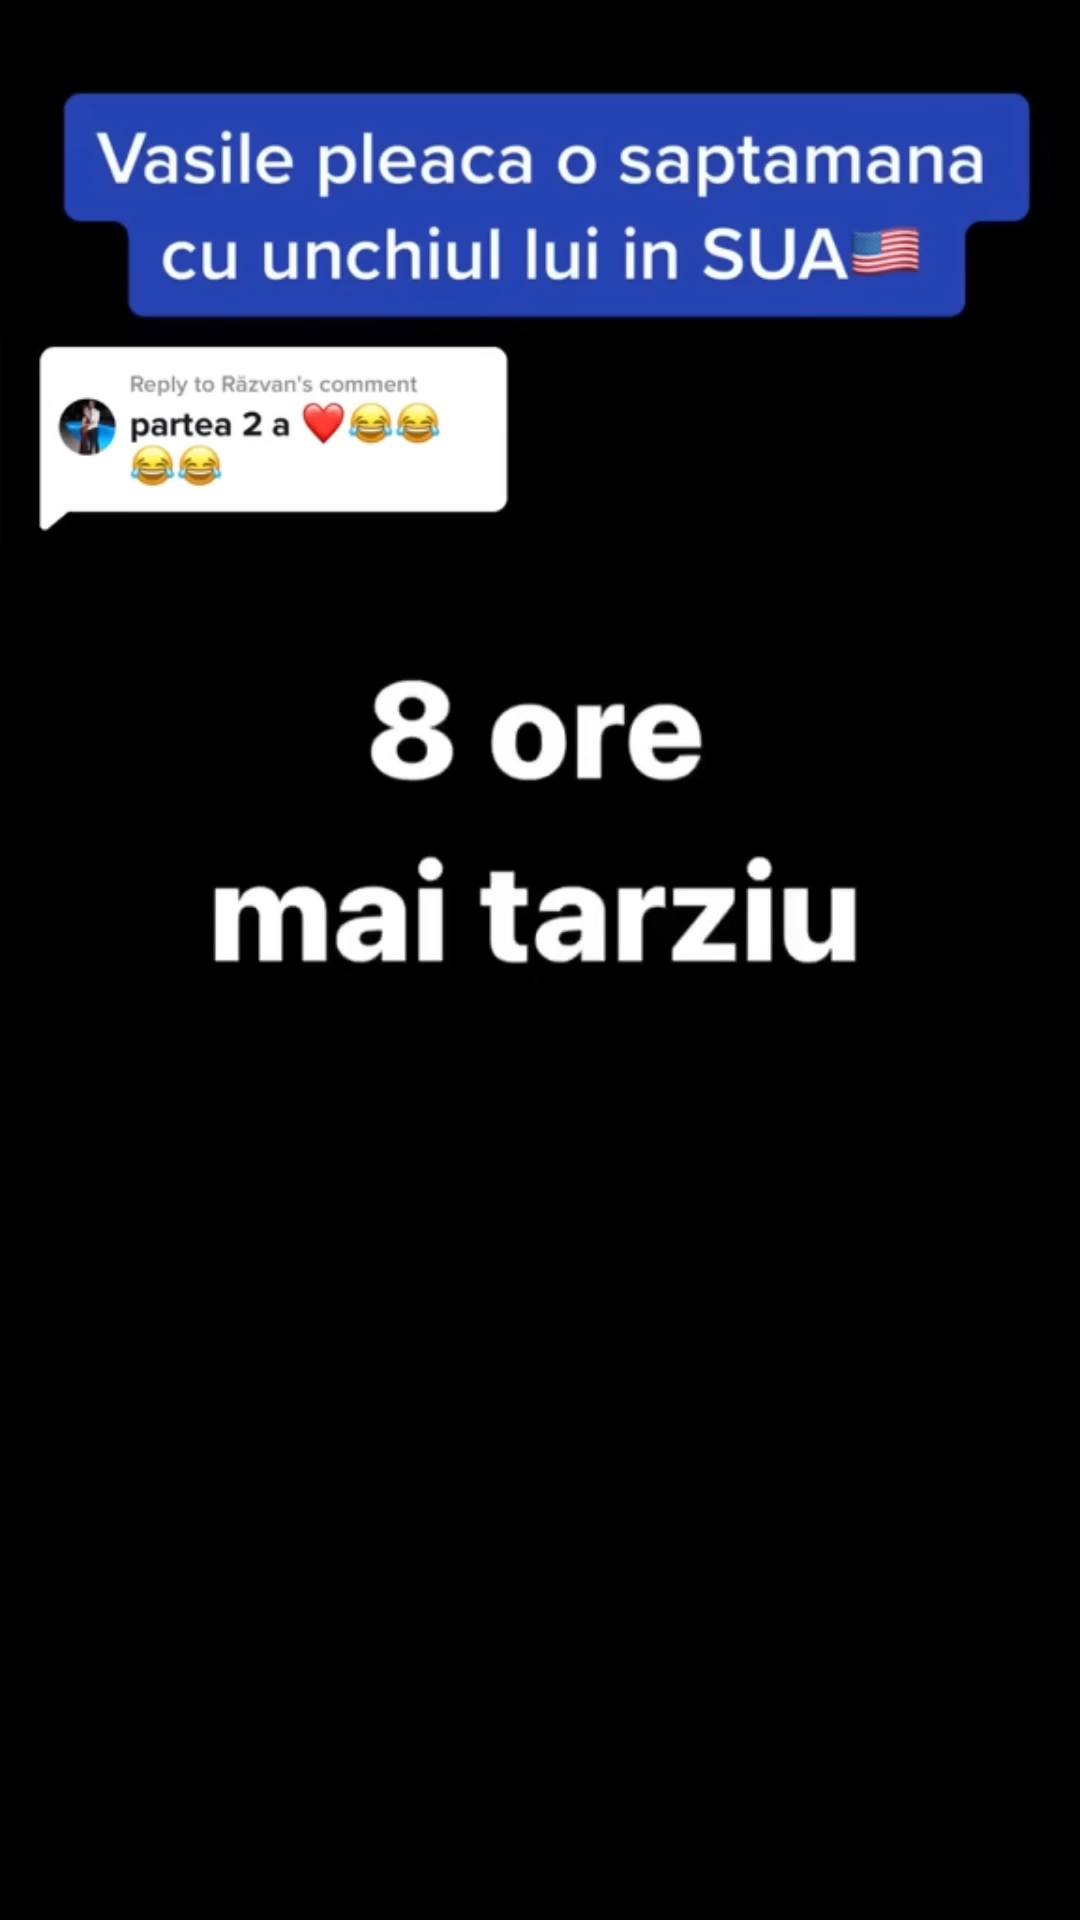 Vasile pleaca o saptamana
cu unchiul lui in SUA🇺🇸
Reply to Răzvan's comment
partea 2 a ❤️😂😂
😂😂
8 ore
mai tarziu